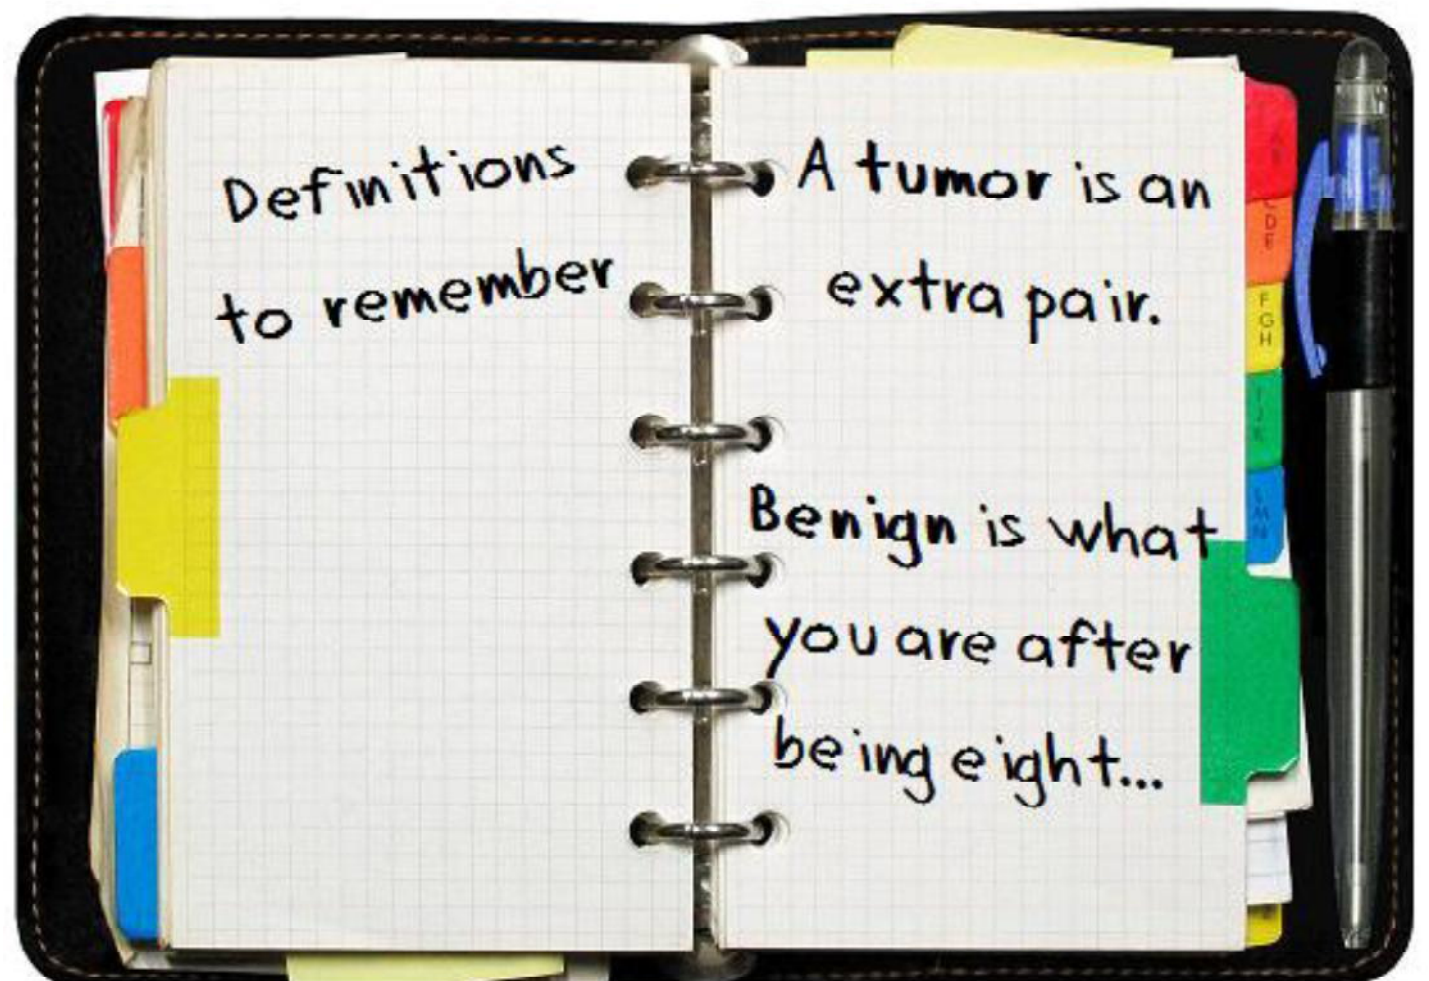 Definitions
to remember
A tumor is an
extra pair.
Benign is what
you are after
being eight...
C
D
E
F
G
H
I
J
K
L
M
N